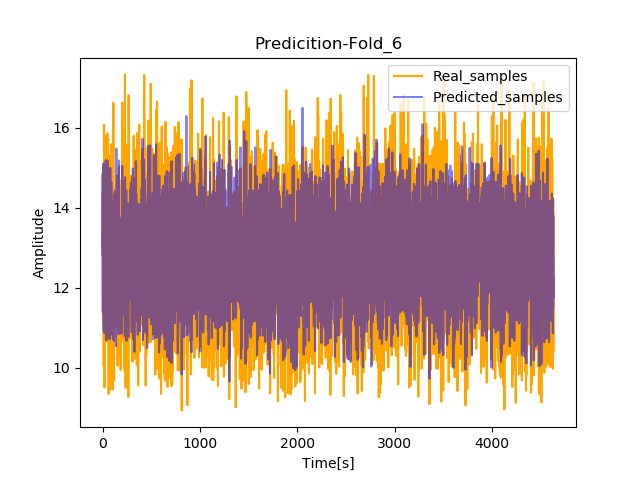 Predicition-Fold_6
Real_samples
Predicted_samples
16
14
12
10
Amplitude
0
1000
2000
3000
4000
Time[s]